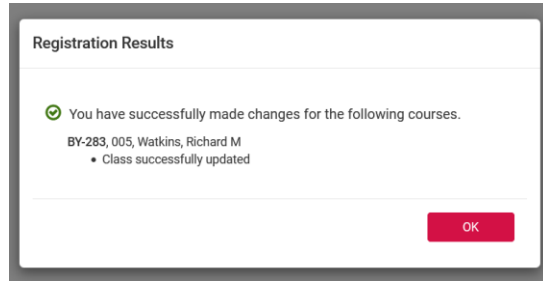 Registration Results
You have successfully made changes for the following courses.
BY-283, 005, Watkins, Richard M
• Class successfully updated
OK